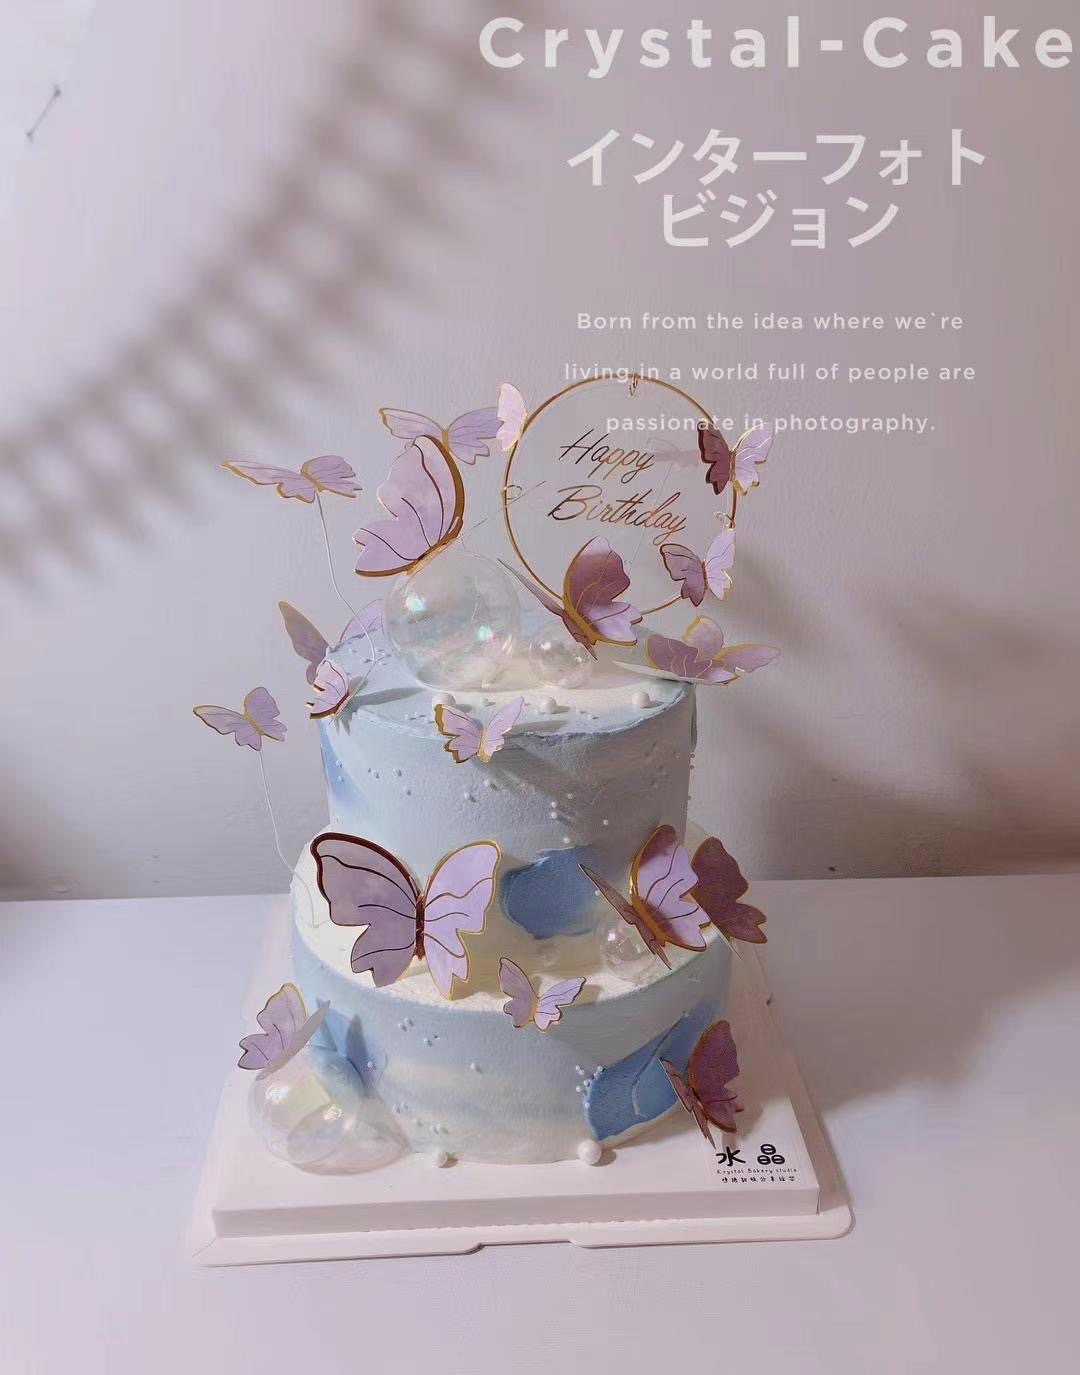 Crystal-Cake
インターフォト
ビジョン
Born from the idea where we`re
living in a world full of people are
passionate in photography.
Happy
Birthday
水晶
Crystal Bakery studio